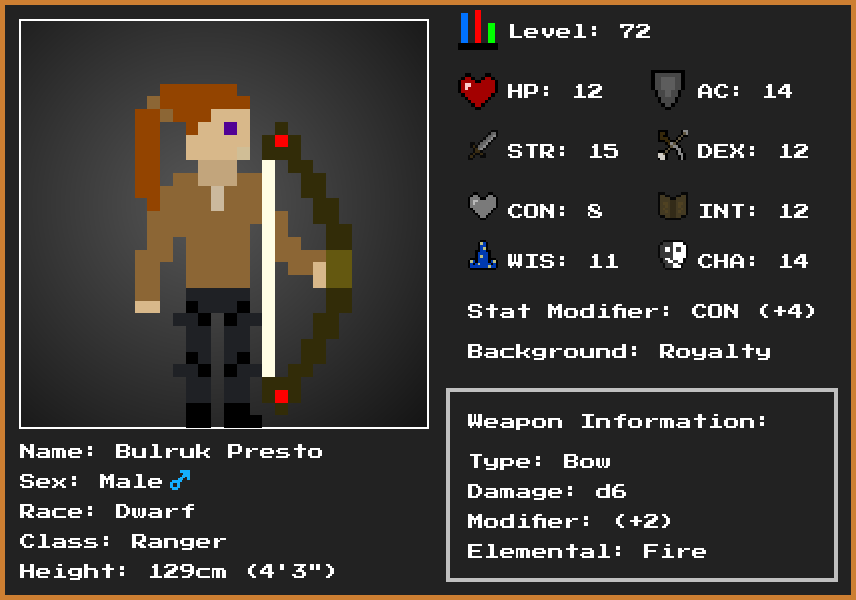 Level: 72
HP: 12
AC: 14
STR: 15
DEX: 12
CON: 8
INT: 12
WIS: 11
CHA: 14
Stat Modifier: CON (+4)
Background: Royalty
Weapon Information:
Type: Bow
Damage: d6
Modifier: (+2)
Elemental: Fire
Name: Bulruk Presto
Sex: Male ♂
Race: Dwarf
Class: Ranger
Height: 129cm (4'3")